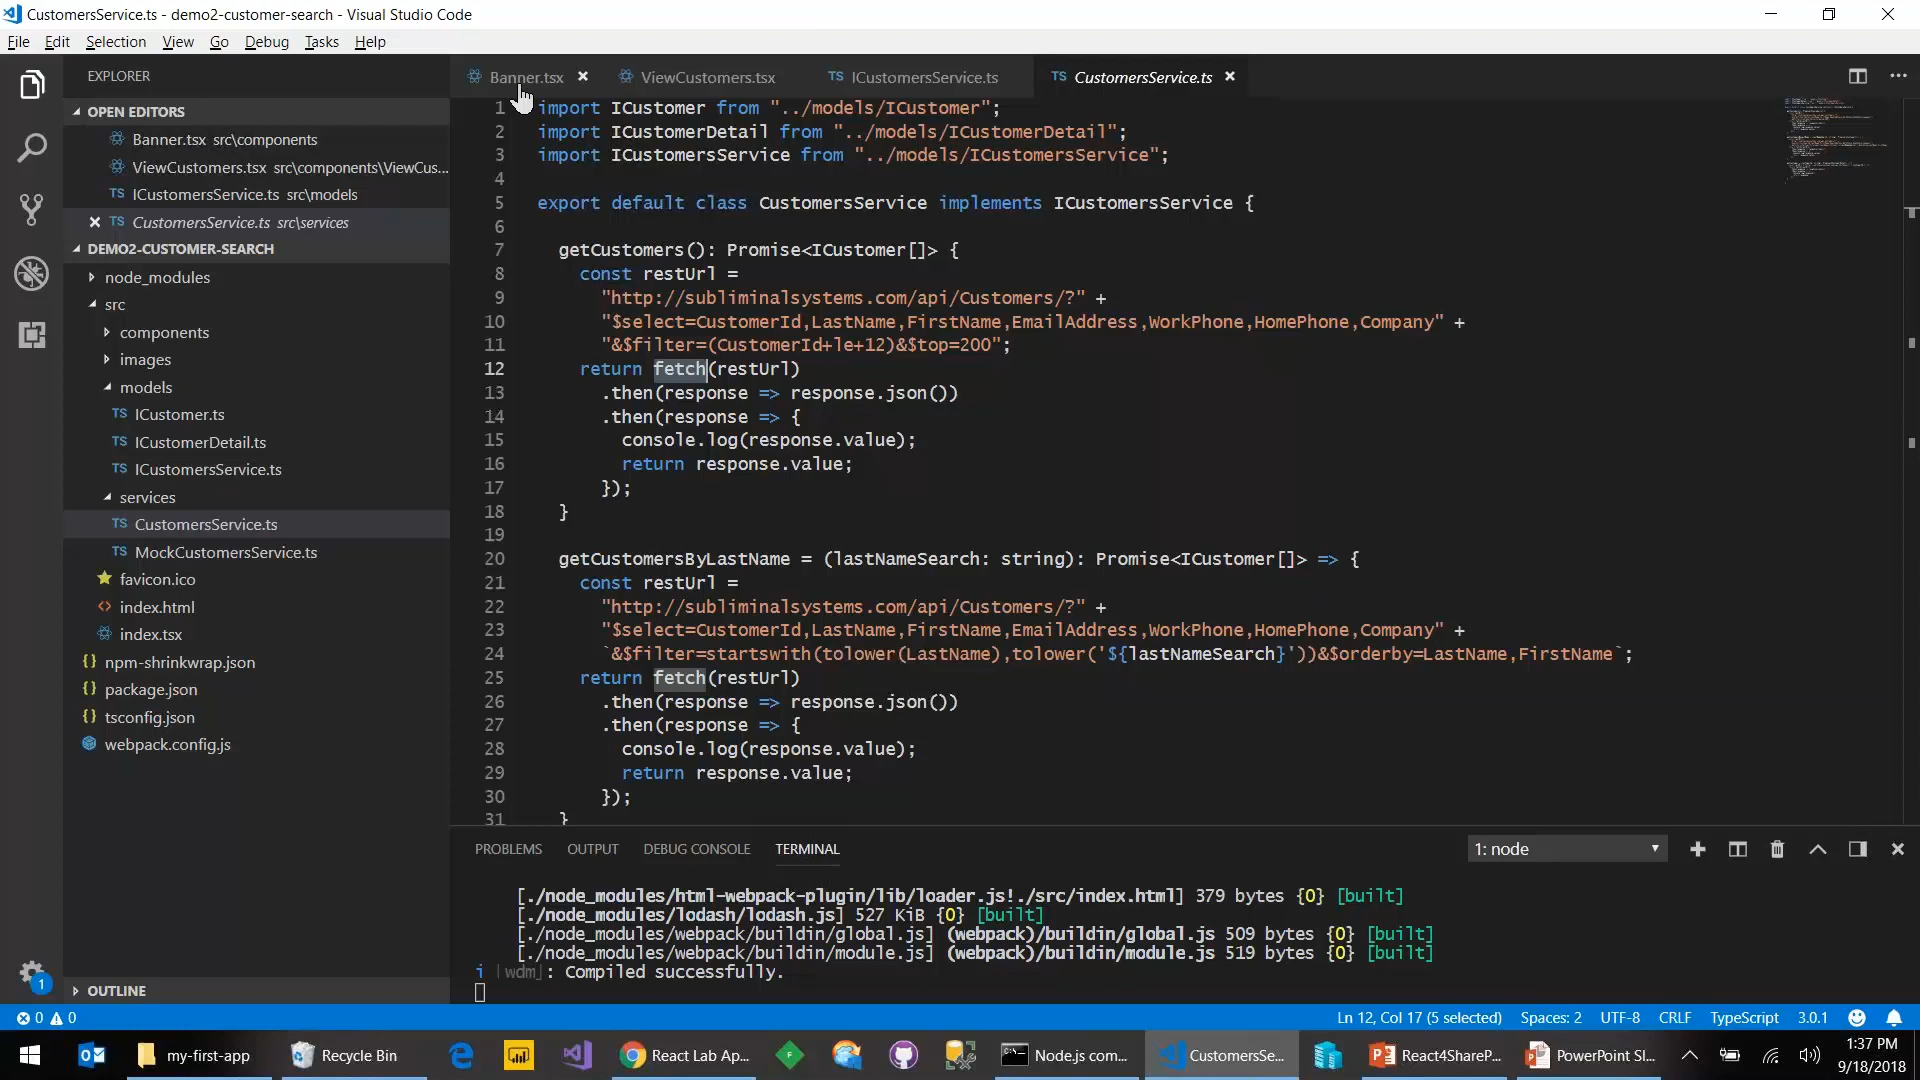 CustomersService.ts - demo2-customer-search - Visual Studio Code
File Edit Selection View Go Debug Tasks Help
EXPLORER
OPEN EDITORS
Banner.tsx src\components
ViewCustomers.tsx src\components\ViewCus...
TS ICustomersService.ts src\models
TS CustomersService.ts src\services
DEMO2-CUSTOMER-SEARCH
node_modules
src
components
images
models
TS ICustomer.ts
TS ICustomerDetail.ts
TS ICustomersService.ts
services
TS CustomersService.ts
TS MockCustomersService.ts
favicon.ico
<> index.html
index.tsx
{} npm-shrinkwrap.json
{} package.json
{} tsconfig.json
webpack.config.js
OUTLINE
Banner.tsx ViewCustomers.tsx TS ICustomersService.ts TS CustomersService.ts
1 import ICustomer from "../models/ICustomer";
2 import ICustomerDetail from "../models/ICustomerDetail";
3 import ICustomersService from "../models/ICustomersService";
4
5 export default class CustomersService implements ICustomersService {
6
7 getCustomers(): Promise<ICustomer[]> {
8 const restUrl =
9 "http://subliminalsystems.com/api/Customers/?" +
10 "$select=CustomerId,LastName,FirstName,EmailAddress,WorkPhone,HomePhone,Company" +
11 "&$filter=(CustomerId+le+12)&$top=200";
12 return fetch(restUrl)
13 .then(response => response.json())
14 .then(response => {
15 console.log(response.value);
16 return response.value;
17 });
18 }
19
20 getCustomersByLastName = (lastNameSearch: string): Promise<ICustomer[]> => {
21 const restUrl =
22 "http://subliminalsystems.com/api/Customers/?" +
23 "$select=CustomerId,LastName,FirstName,EmailAddress,WorkPhone,HomePhone,Company" +
24 `&$filter=startswith(tolower(LastName),tolower('${lastNameSearch}'))&$orderby=LastName,FirstName`;
25 return fetch(restUrl)
26 .then(response => response.json())
27 .then(response => {
28 console.log(response.value);
29 return response.value;
30 });
31 }
PROBLEMS OUTPUT DEBUG CONSOLE TERMINAL 1: node
[./node_modules/html-webpack-plugin/lib/loader.js!./src/index.html] 379 bytes {0} [built]
[./node_modules/lodash/lodash.js] 527 KiB {0} [built]
[./node_modules/webpack/buildin/global.js] (webpack)/buildin/global.js 509 bytes {0} [built]
[./node_modules/webpack/buildin/module.js] (webpack)/buildin/module.js 519 bytes {0} [built]
i ｢wdm｣: Compiled successfully.
1
0 0 Ln 12, Col 17 (5 selected) Spaces: 2 UTF-8 CRLF TypeScript 3.0.1
my-first-app Recycle Bin React Lab Ap... Node.js com... CustomersSe... React4ShareP... PowerPoint Sl...
1:37 PM
9/18/2018